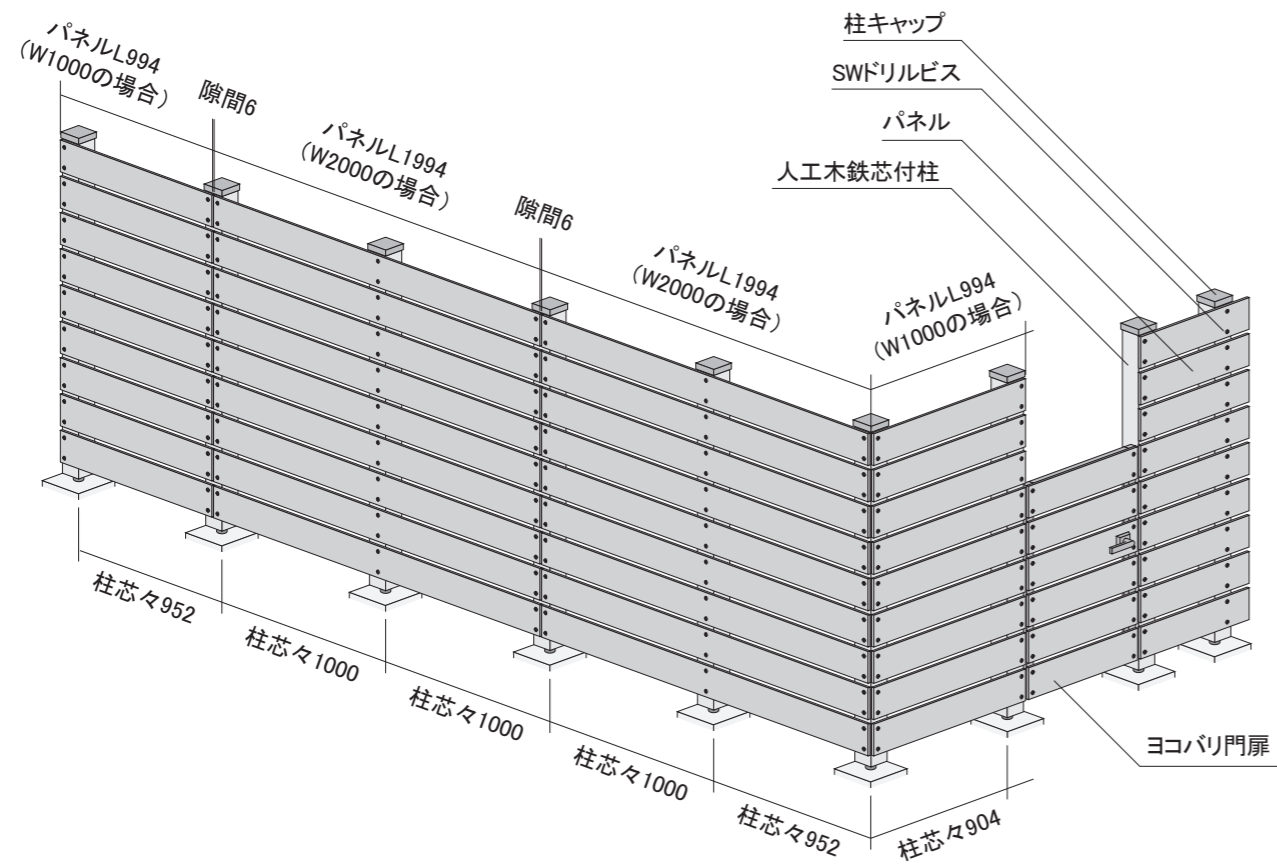 パネルL994
(W1000の場合)
隙間6
パネルL1994
(W2000の場合)
隙間6
パネルL1994
(W2000の場合)
パネルL994
(W1000の場合)
柱キャップ
SWドリルビス
パネル
人工木鉄芯付柱
柱芯々952
柱芯々1000
柱芯々1000
柱芯々1000
柱芯々952
柱芯々904
ヨコバリ門扉